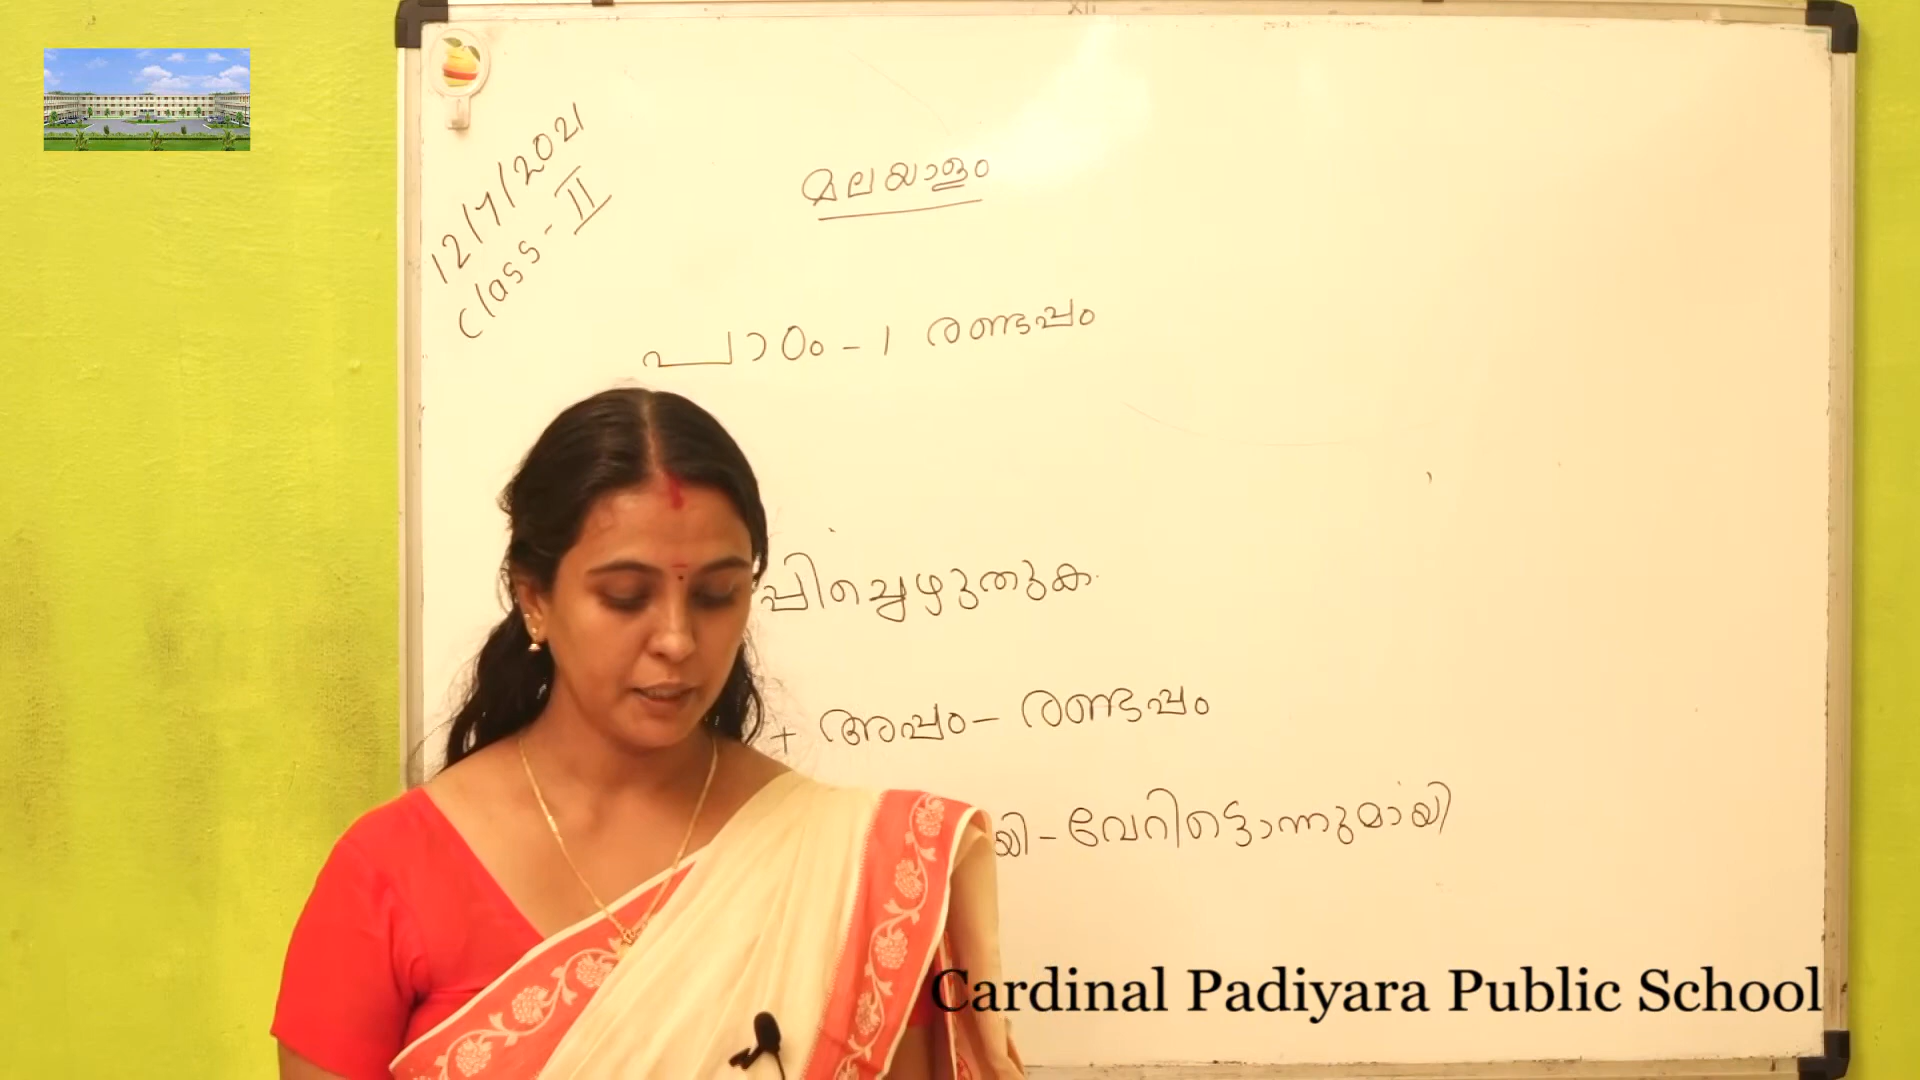 12/7/2021
Class - II
മലയാളം
പാഠം - 1 രണ്ടപ്പം
+ അപ്പം - രണ്ടപ്പം
- വേറിട്ടൊന്നുമായി
Cardinal Padiyara Public School